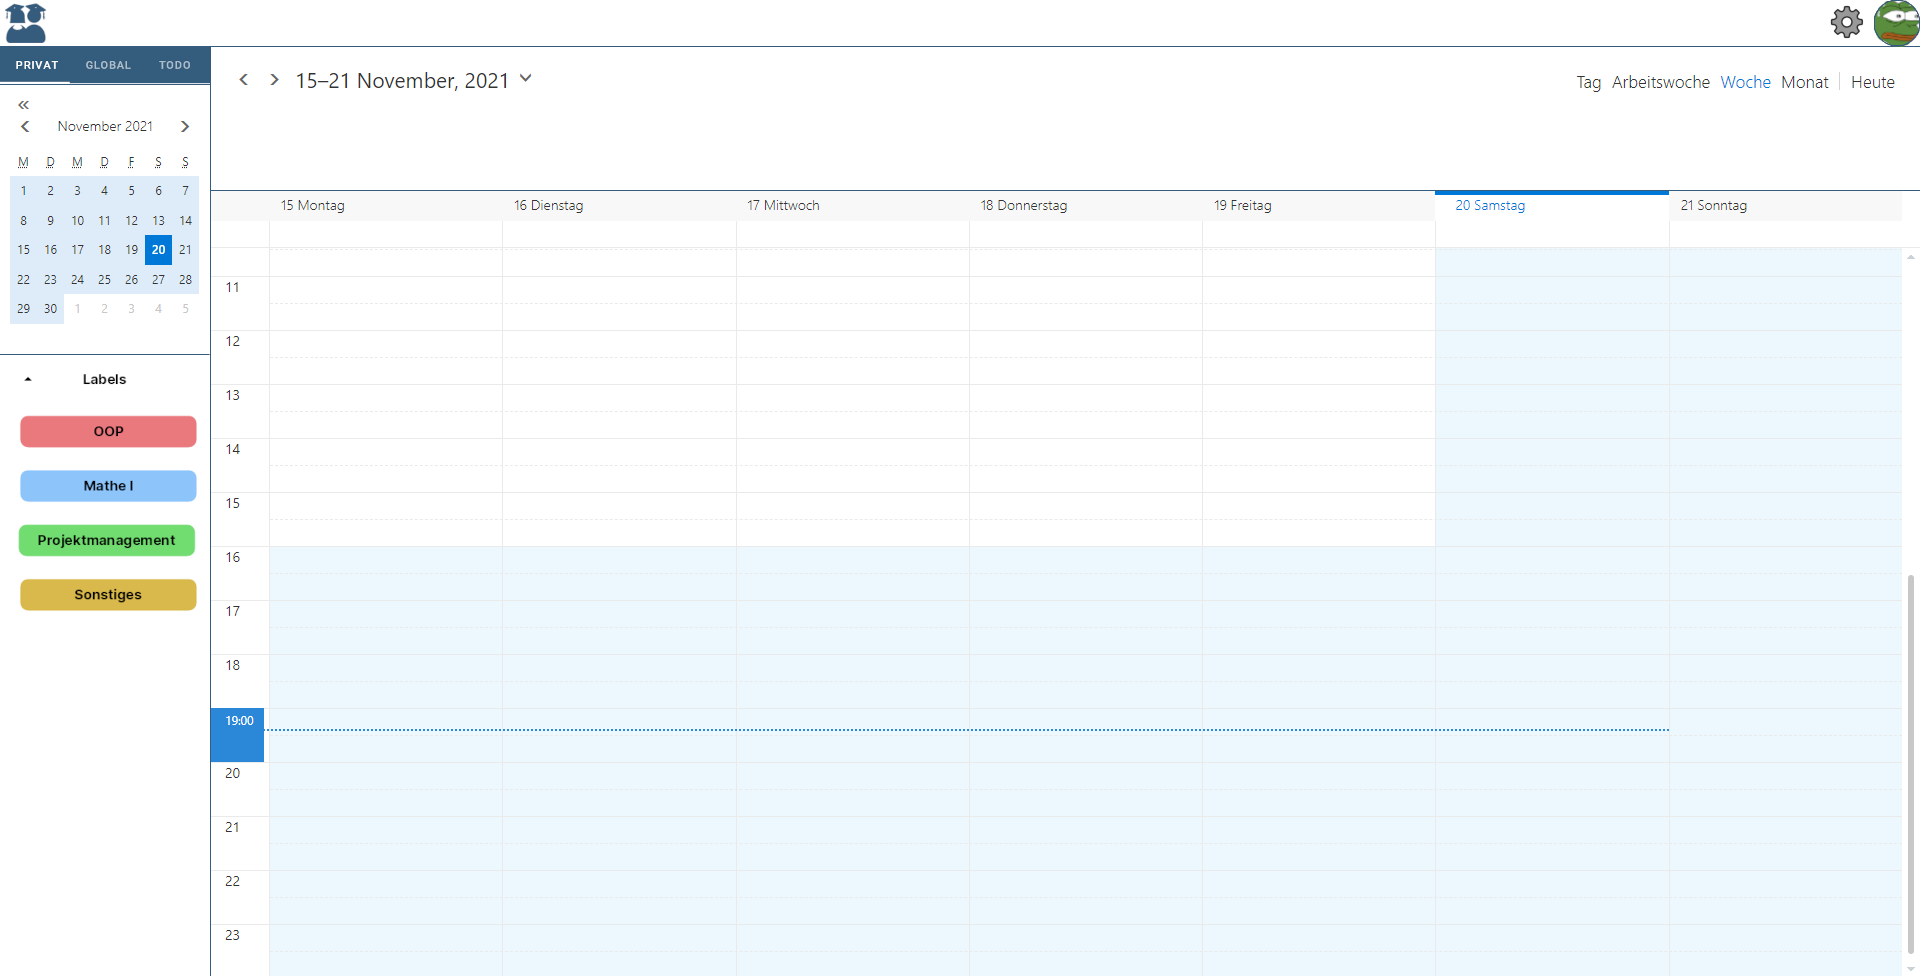 PRIVAT GLOBAL TODO
«
November 2021
M D M D F S S
1 2 3 4 5 6 7
8 9 10 11 12 13 14
15 16 17 18 19 20 21
22 23 24 25 26 27 28
29 30 1 2 3 4 5
Labels
OOP
Mathe I
Projektmanagement
Sonstiges
15–21 November, 2021
Tag Arbeitswoche Woche Monat Heute
15 Montag 16 Dienstag 17 Mittwoch 18 Donnerstag 19 Freitag 20 Samstag 21 Sonntag
11
12
13
14
15
16
17
18
19:00
20
21
22
23